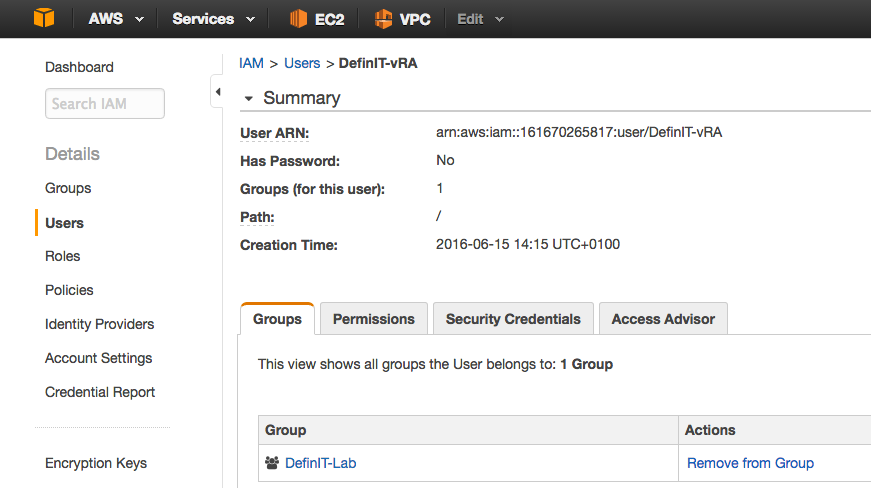 AWS Services EC2 VPC Edit
Dashboard
Search IAM
Details
Groups
Users
Roles
Policies
Identity Providers
Account Settings
Credential Report
Encryption Keys
IAM > Users > DefinIT-vRA
Summary
User ARN: arn:aws:iam::161670265817:user/DefinIT-vRA
Has Password: No
Groups (for this user): 1
Path: /
Creation Time: 2016-06-15 14:15 UTC+0100
Groups Permissions Security Credentials Access Advisor
This view shows all groups the User belongs to: 1 Group
Group Actions
DefinIT-Lab Remove from Group